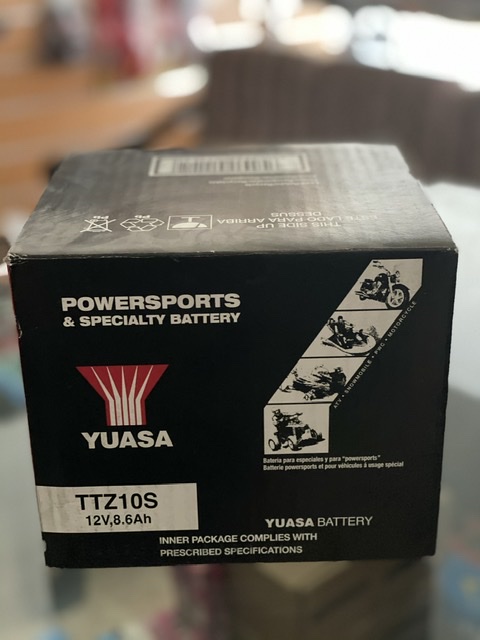 THIS SIDE UP
ESTE LADO PARA ARRIBA
DESSUS
POWERSPORTS
& SPECIALTY BATTERY
YUASA
ATV • SNOWMOBILE • PWC • MOTORCYCLE
Bateria para especiales y para "powersports"
Batterie powersports et pour véhicules á usage spécial
TTZ10S
12V,8.6Ah
YUASA BATTERY
INNER PACKAGE COMPLIES WITH
PRESCRIBED SPECIFICATIONS